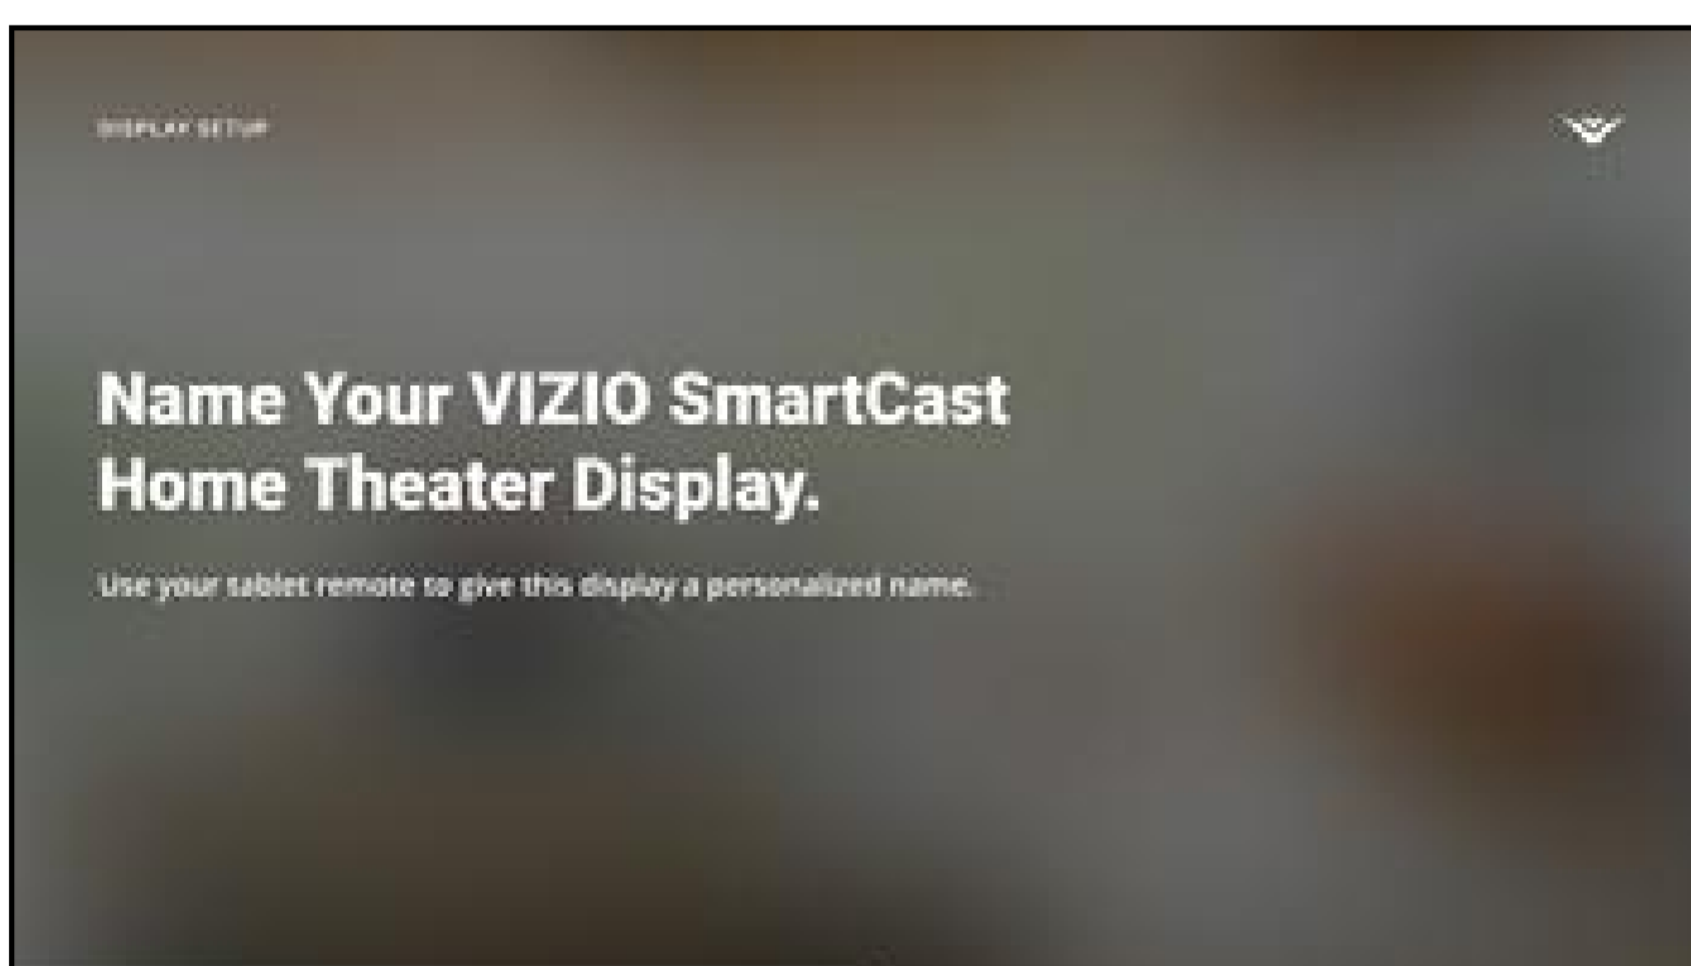 DISPLAY SETUP
Name Your VIZIO SmartCast
Home Theater Display.
Use your tablet remote to give this display a personalized name.